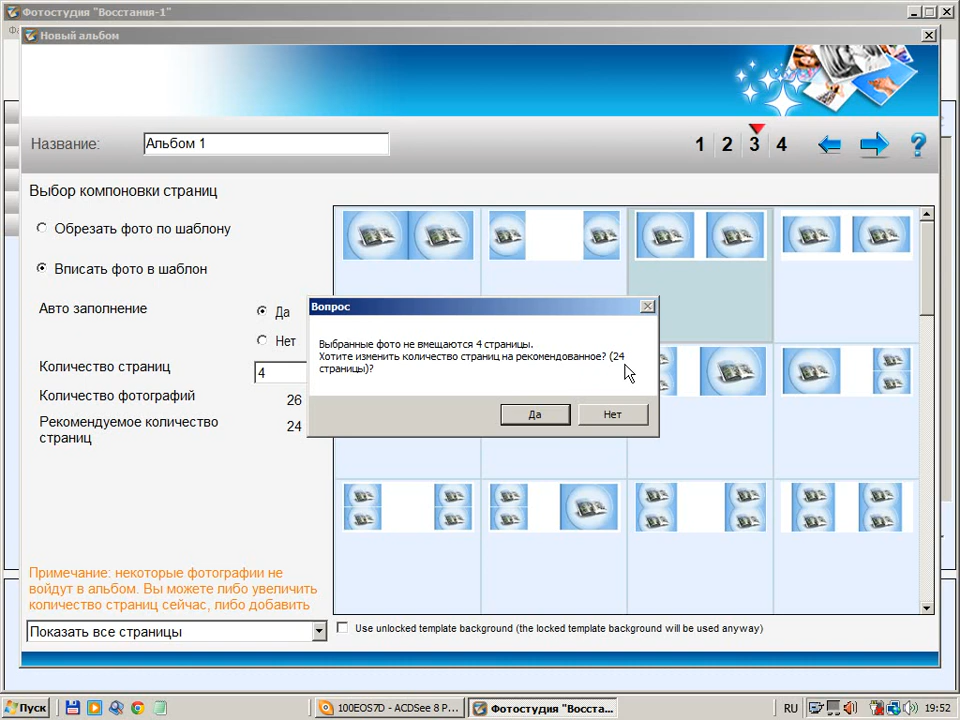 Фотостудия "Восстания-1"
Новый альбом
Название:
Альбом 1
1 2 3 4
?
Выбор компоновки страниц
Обрезать фото по шаблону
Вписать фото в шаблон
Авто заполнение
Да
Нет
Количество страниц
4
Количество фотографий
26
Рекомендуемое количество
страниц
24
Вопрос
Выбранные фото не вмещаются 4 страницы.
Хотите изменить количество страниц на рекомендованное? (24
страницы)?
Да
Нет
Примечание: некоторые фотографии не
войдут в альбом. Вы можете либо увеличить
количество страниц сейчас, либо добавить
Показать все страницы
Use unlocked template background (the locked template background will be used anyway)
Пуск
100EOS7D - ACDSee 8 P...
Фотостудия "Восста...
RU
19:52